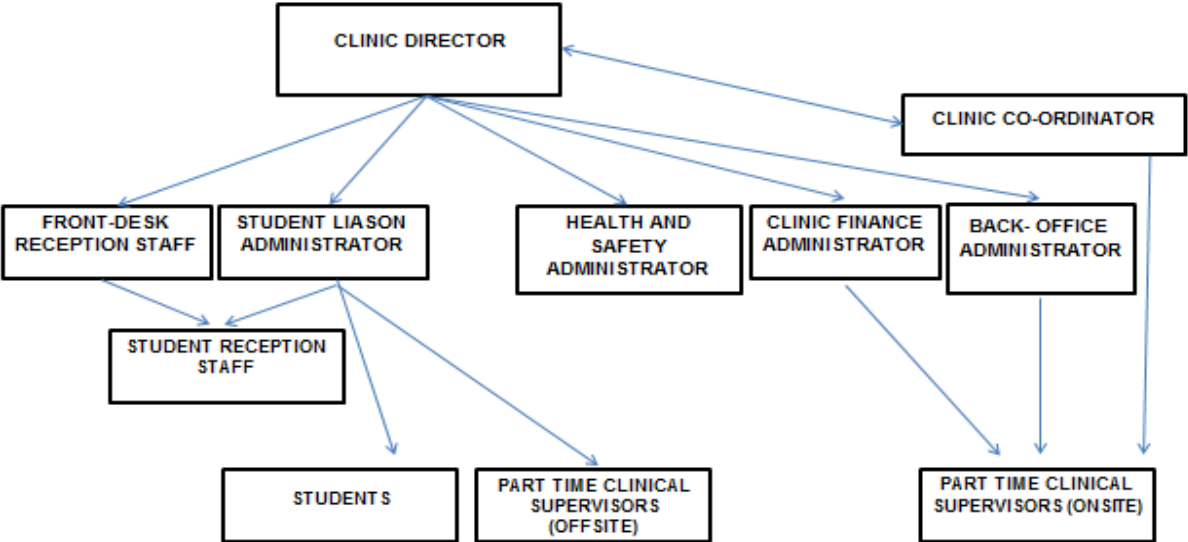 CLINIC DIRECTOR
CLINIC CO-ORDINATOR
FRONT-DESK
RECEPTION STAFF
STUDENT LIASON
ADMINISTRATOR
HEALTH AND
SAFETY
ADMINISTRATOR
CLINIC FINANCE
ADMINISTRATOR
BACK- OFFICE
ADMINISTRATOR
STUDENT RECEPTION
STAFF
STUDENTS
PART TIME CLINICAL
SUPERVISORS
(OFFSITE)
PART TIME CLINICAL
SUPERVISORS (ONSITE)